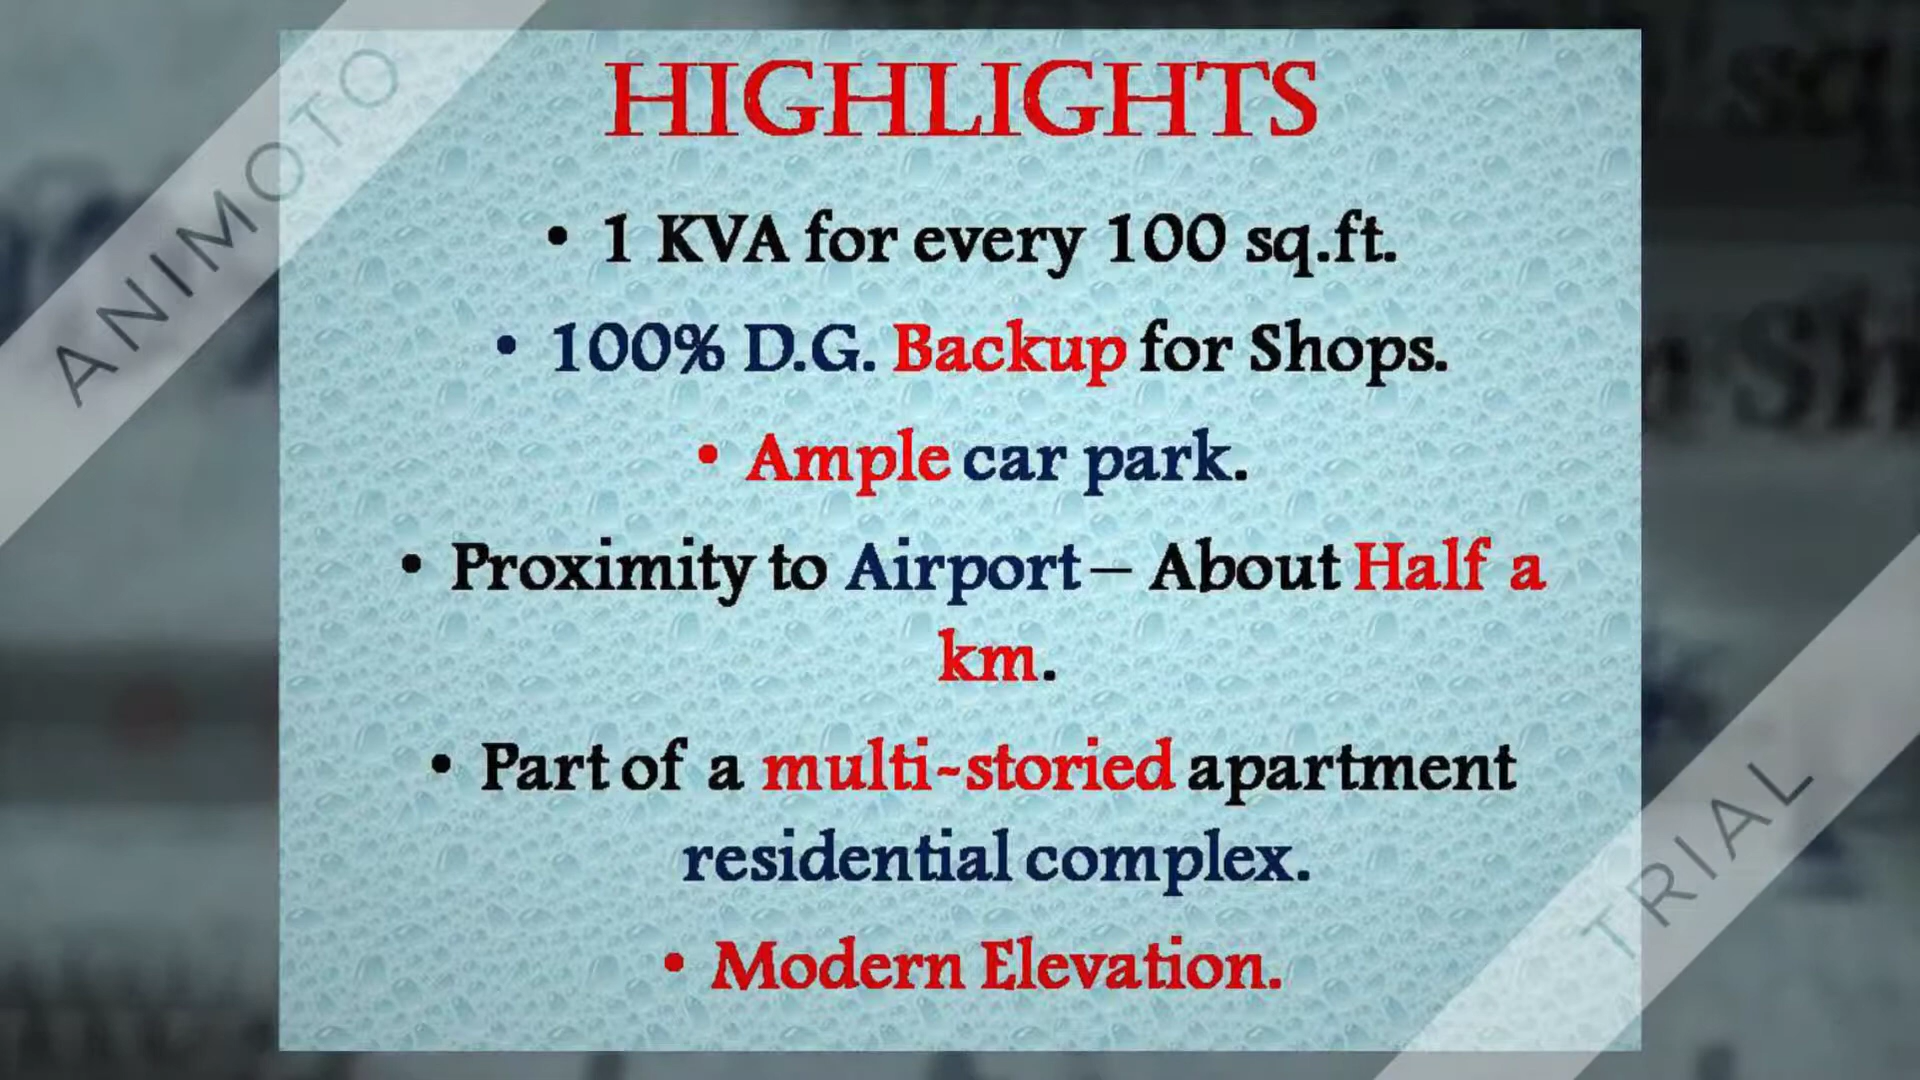 ANIMOTO
HIGHLIGHTS
• 1 KVA for every 100 sq.ft.
• 100% D.G. Backup for Shops.
• Ample car park.
• Proximity to Airport – About Half a
km.
• Part of a multi-storied apartment
residential complex.
• Modern Elevation.
TRIAL